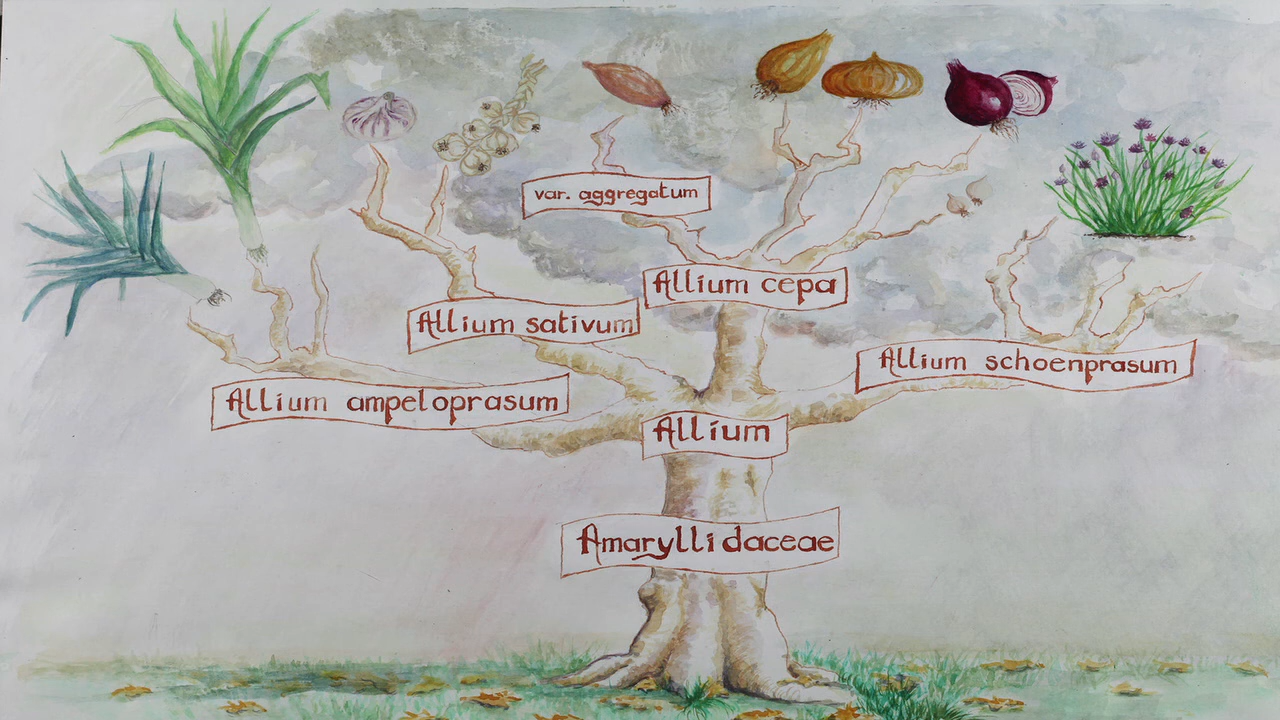 var. aggregatum
Allium cepa
Allium sativum
Allium schoenprasum
Allium ampeloprasum
Allium
Amaryllidaceae